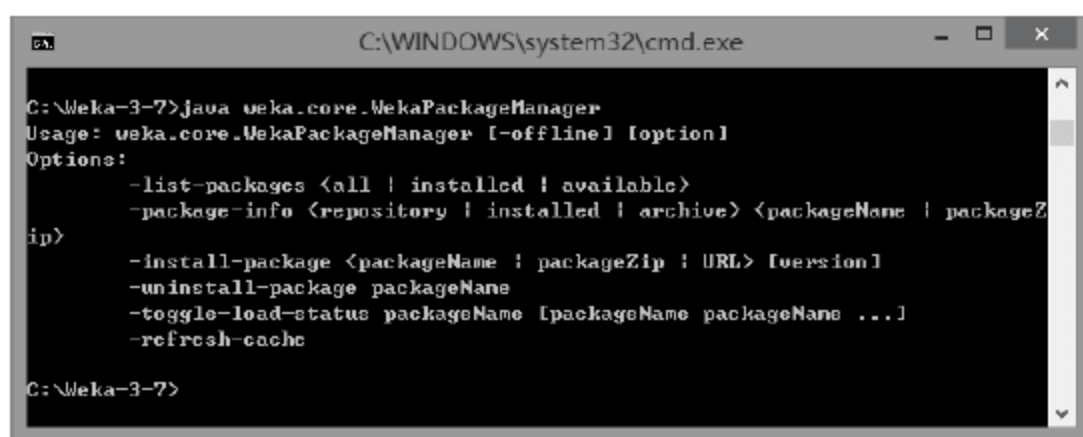 C:\WINDOWS\system32\cmd.exe
C:\Weka-3-7>java weka.core.WekaPackageManager
Usage: weka.core.WekaPackageManager [-offline] [option]
Options:
-list-packages <all | installed | available>
-package-info <repository | installed | archive> <packageName | packageZ
ip>
-install-package <packageName | packageZip | URL> [version]
-uninstall-package packageName
-toggle-load-status packageName [packageName packageName ...]
-refresh-cache
C:\Weka-3-7>